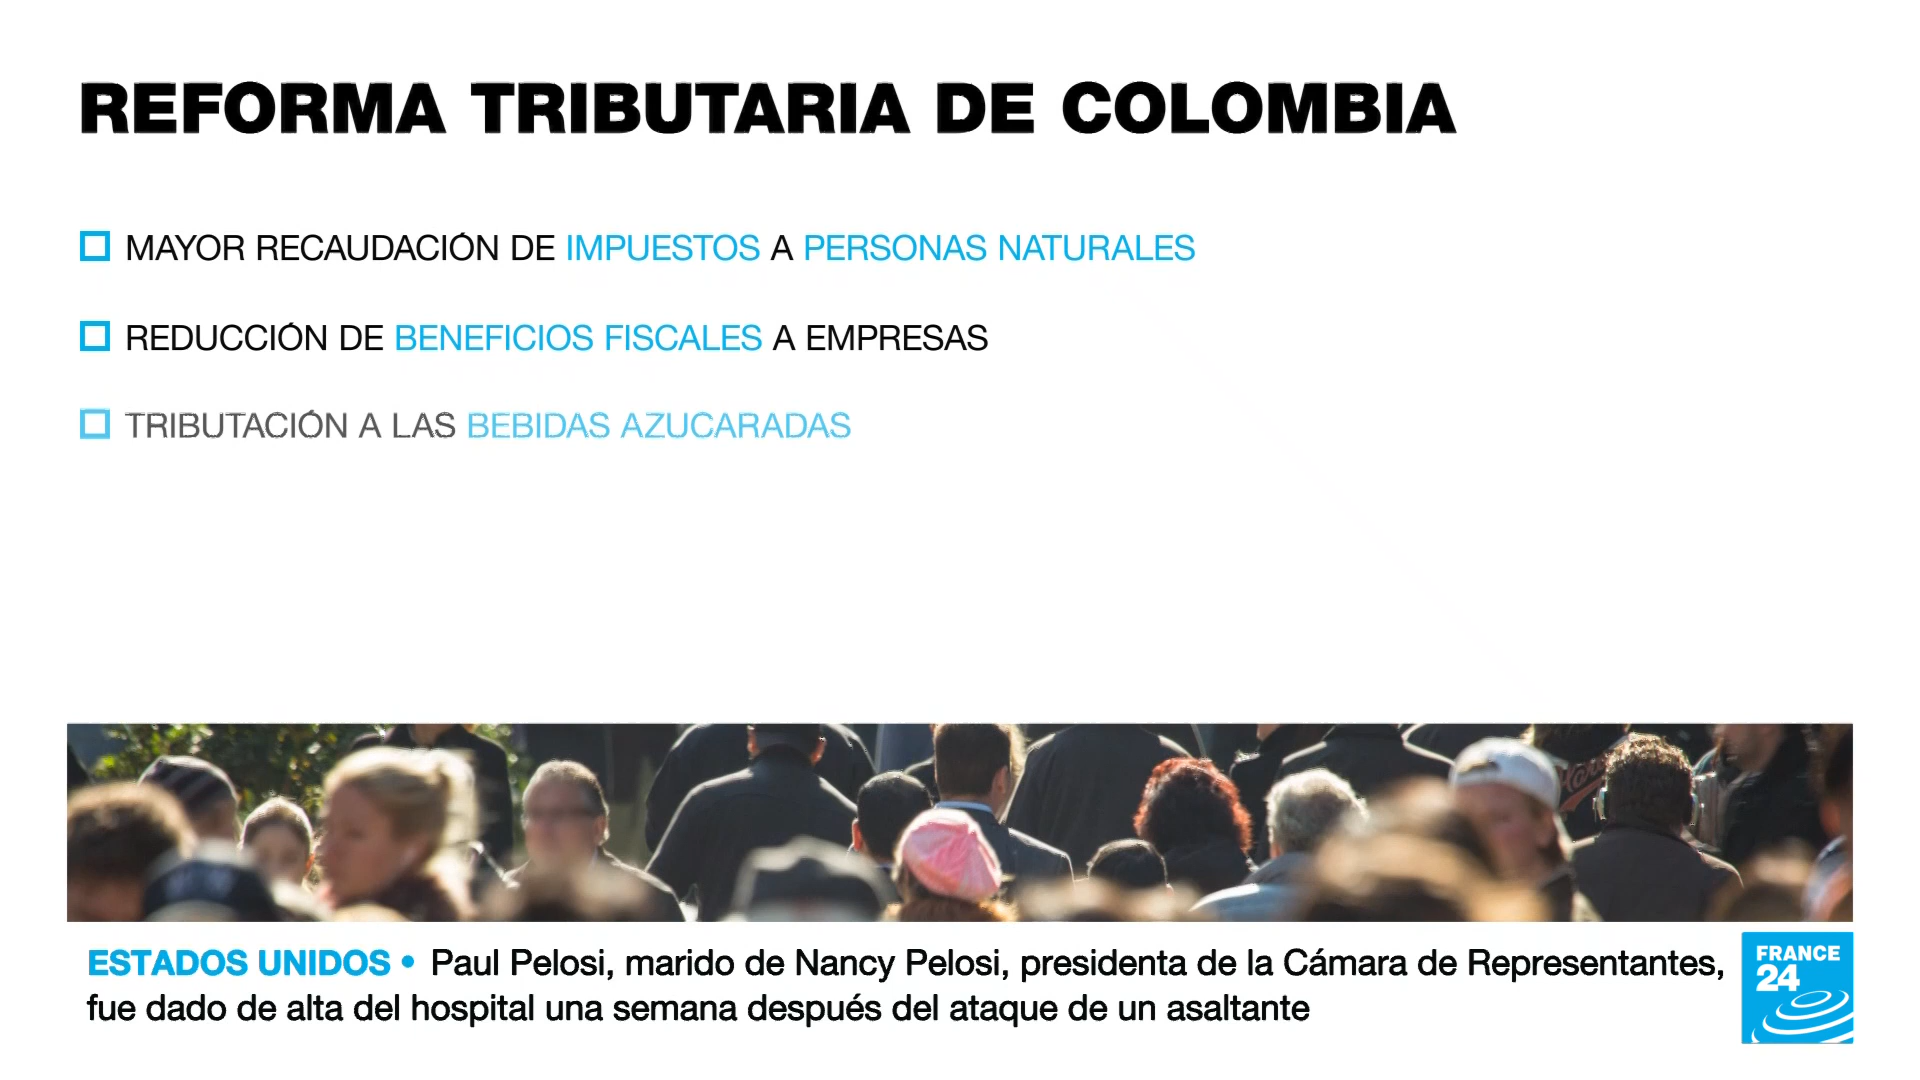 REFORMA TRIBUTARIA DE COLOMBIA
MAYOR RECAUDACIÓN DE IMPUESTOS A PERSONAS NATURALES
REDUCCIÓN DE BENEFICIOS FISCALES A EMPRESAS
TRIBUTACIÓN A LAS BEBIDAS AZUCARADAS
ESTADOS UNIDOS • Paul Pelosi, marido de Nancy Pelosi, presidenta de la Cámara de Representantes,
fue dado de alta del hospital una semana después del ataque de un asaltante
FRANCE
24